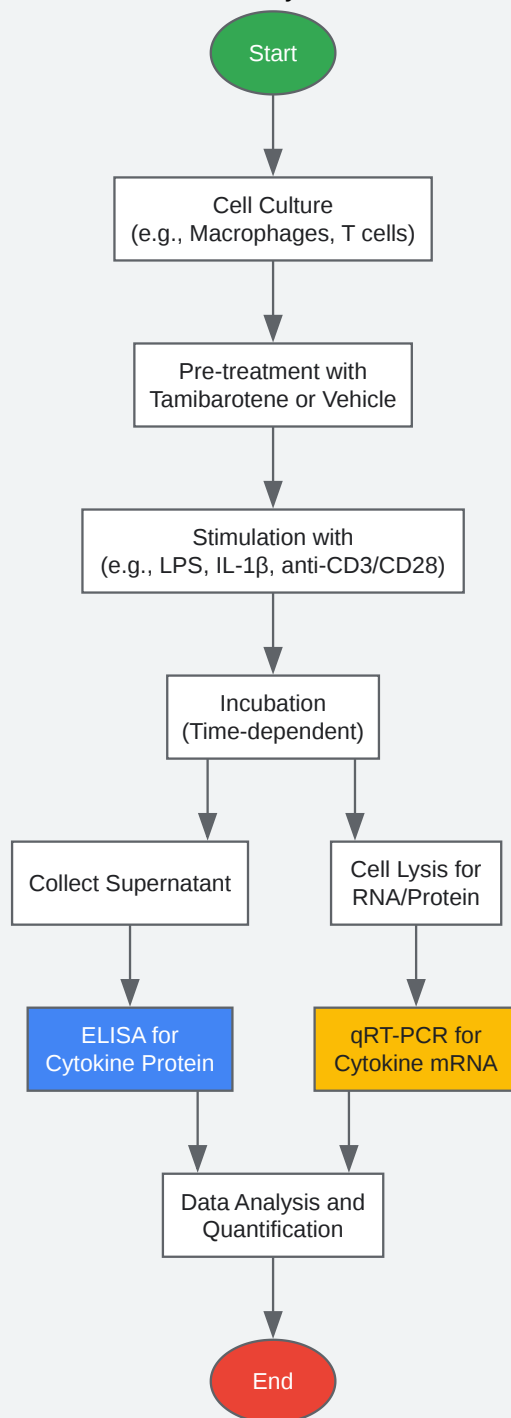 Start
Cell Culture
(e.g., Macrophages, T cells)
Pre-treatment with
Tamibarotene or Vehicle
Stimulation with
(e.g., LPS, IL-1β, anti-CD3/CD28)
Incubation
(Time-dependent)
Collect Supernatant
Cell Lysis for
RNA/Protein
ELISA for
Cytokine Protein
qRT-PCR for
Cytokine mRNA
Data Analysis and
Quantification
End